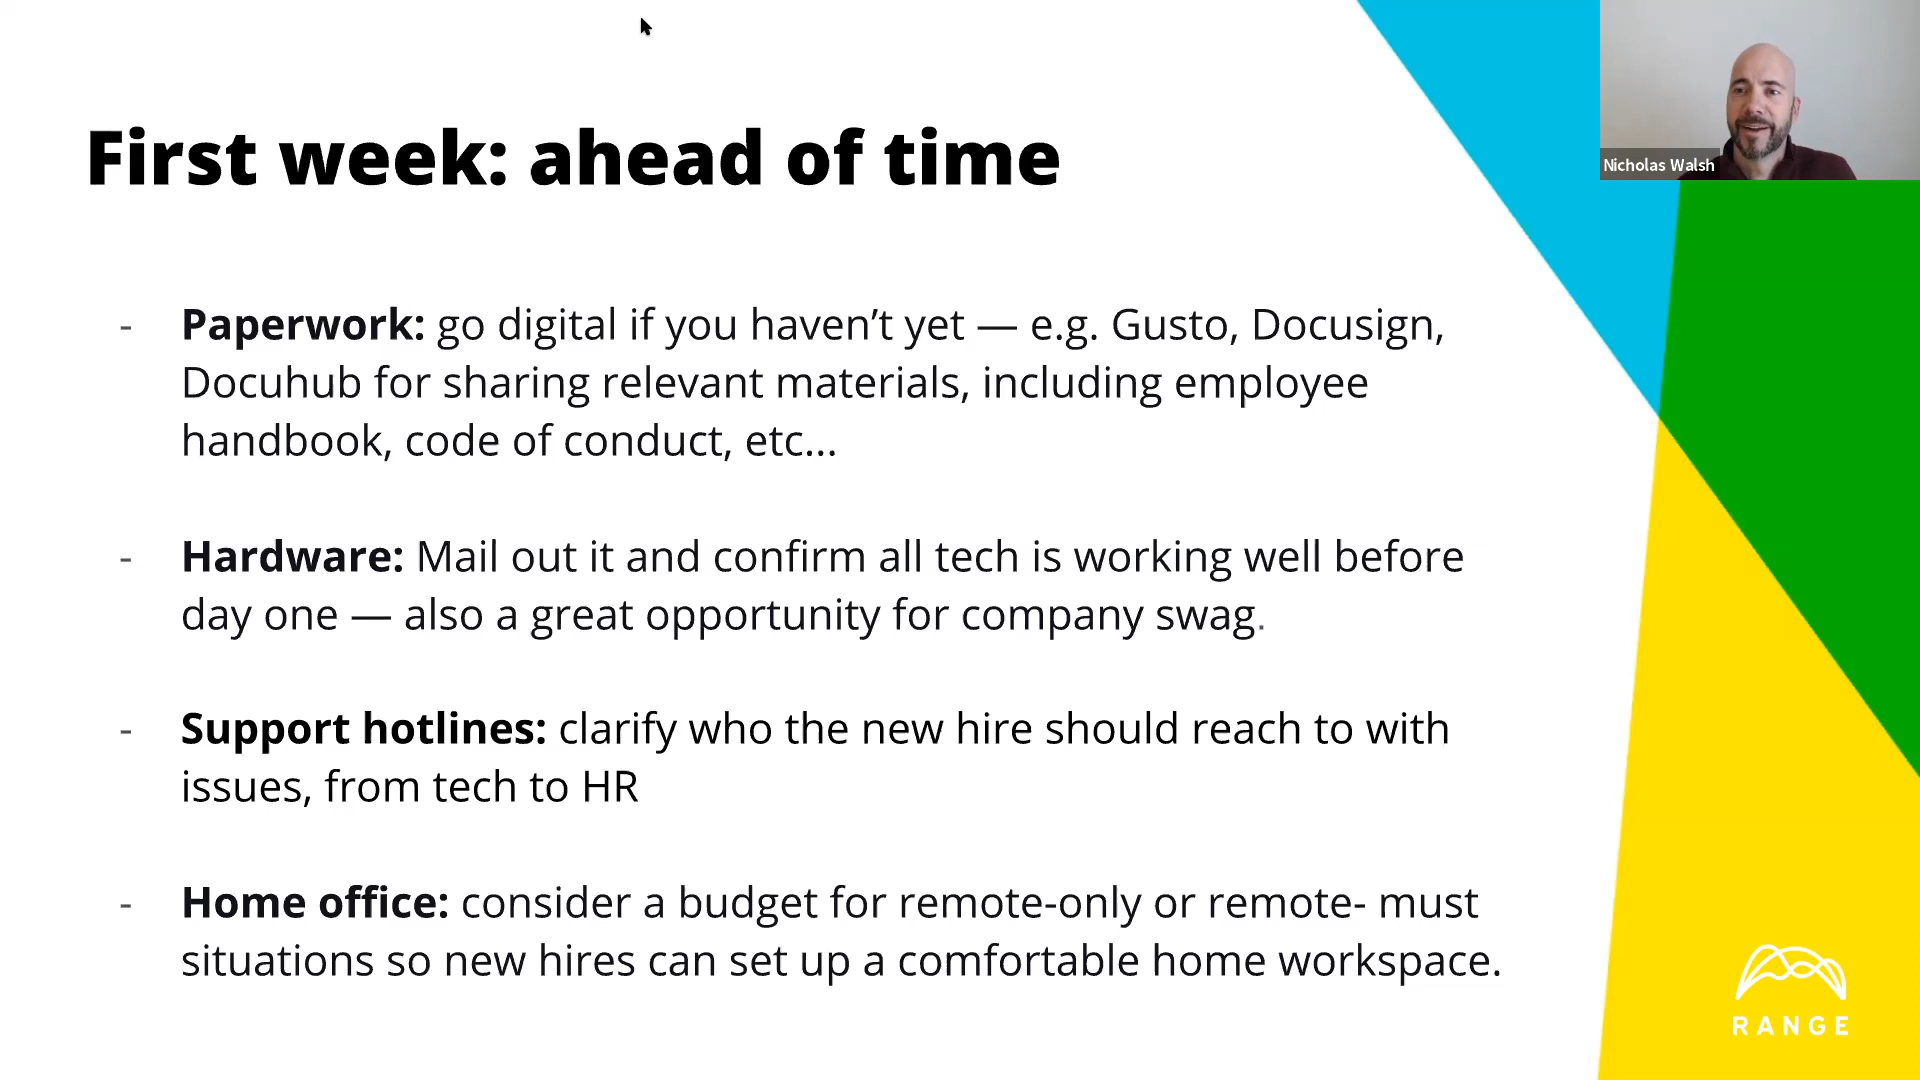 First week: ahead of time
Nicholas Walsh
- Paperwork: go digital if you haven’t yet — e.g. Gusto, Docusign,
Docuhub for sharing relevant materials, including employee
handbook, code of conduct, etc...
- Hardware: Mail out it and confirm all tech is working well before
day one — also a great opportunity for company swag.
- Support hotlines: clarify who the new hire should reach to with
issues, from tech to HR
- Home office: consider a budget for remote-only or remote- must
situations so new hires can set up a comfortable home workspace.
RANGE